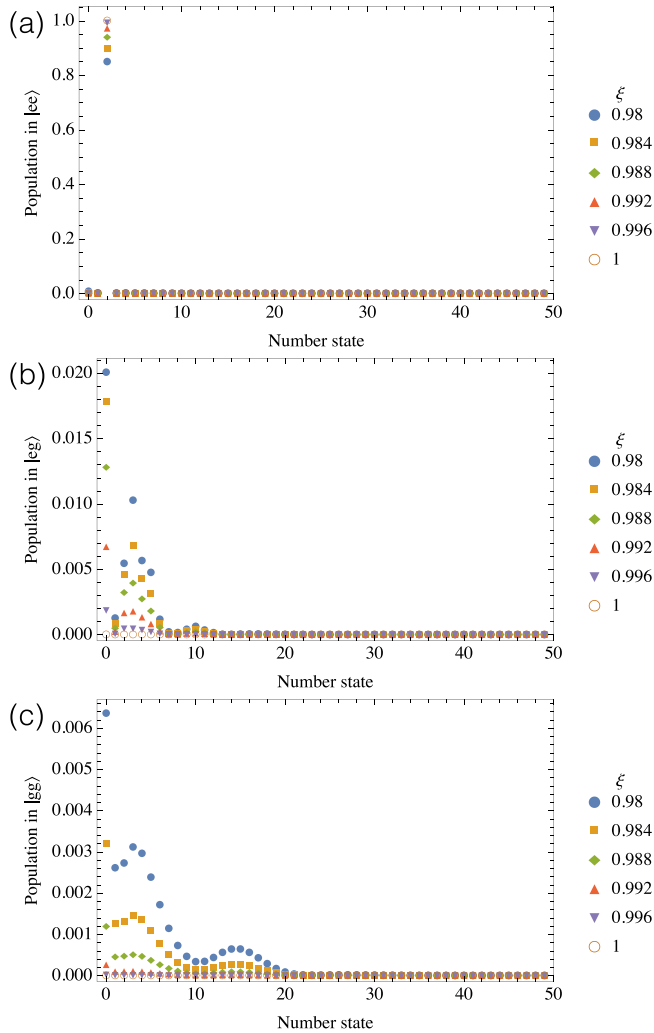 (a)
Population in |ee⟩
1.0
0.8
0.6
0.4
0.2
0.0
0 10 20 30 40 50
Number state
ξ
0.98
0.984
0.988
0.992
0.996
1
(b)
Population in |eg⟩
0.020
0.015
0.010
0.005
0.000
0 10 20 30 40 50
Number state
ξ
0.98
0.984
0.988
0.992
0.996
1
(c)
Population in |gg⟩
0.006
0.005
0.004
0.003
0.002
0.001
0.000
0 10 20 30 40 50
Number state
ξ
0.98
0.984
0.988
0.992
0.996
1